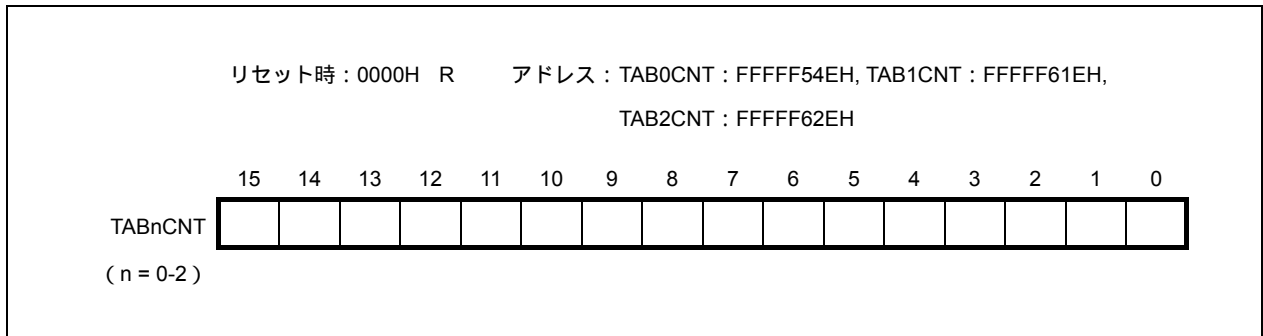 リセット時：0000H R アドレス：TAB0CNT：FFFFF54EH, TAB1CNT：FFFFF61EH,
TAB2CNT：FFFFF62EH
15 14 13 12 11 10 9 8 7 6 5 4 3 2 1 0
TABnCNT
（n = 0-2）